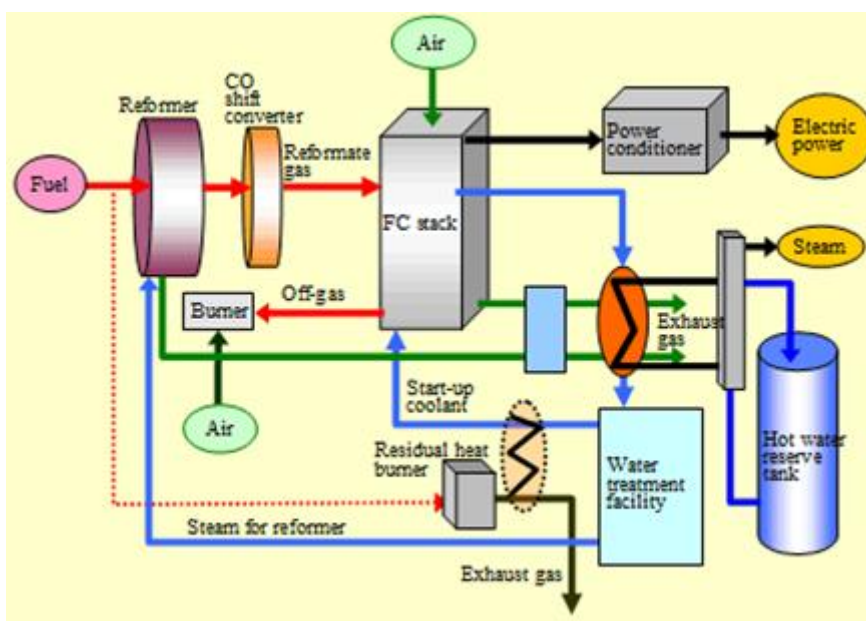 Air
CO
shift
converter
Reformer
Reformate
gas
Power
conditioner
Electric
power
Fuel
FC stack
Steam
Off-gas
Burner
Exhaust
gas
Start-up
coolant
Air
Residual heat
burner
Water
treatment
facility
Hot water
reserve
tank
Steam for reformer
Exhaust gas